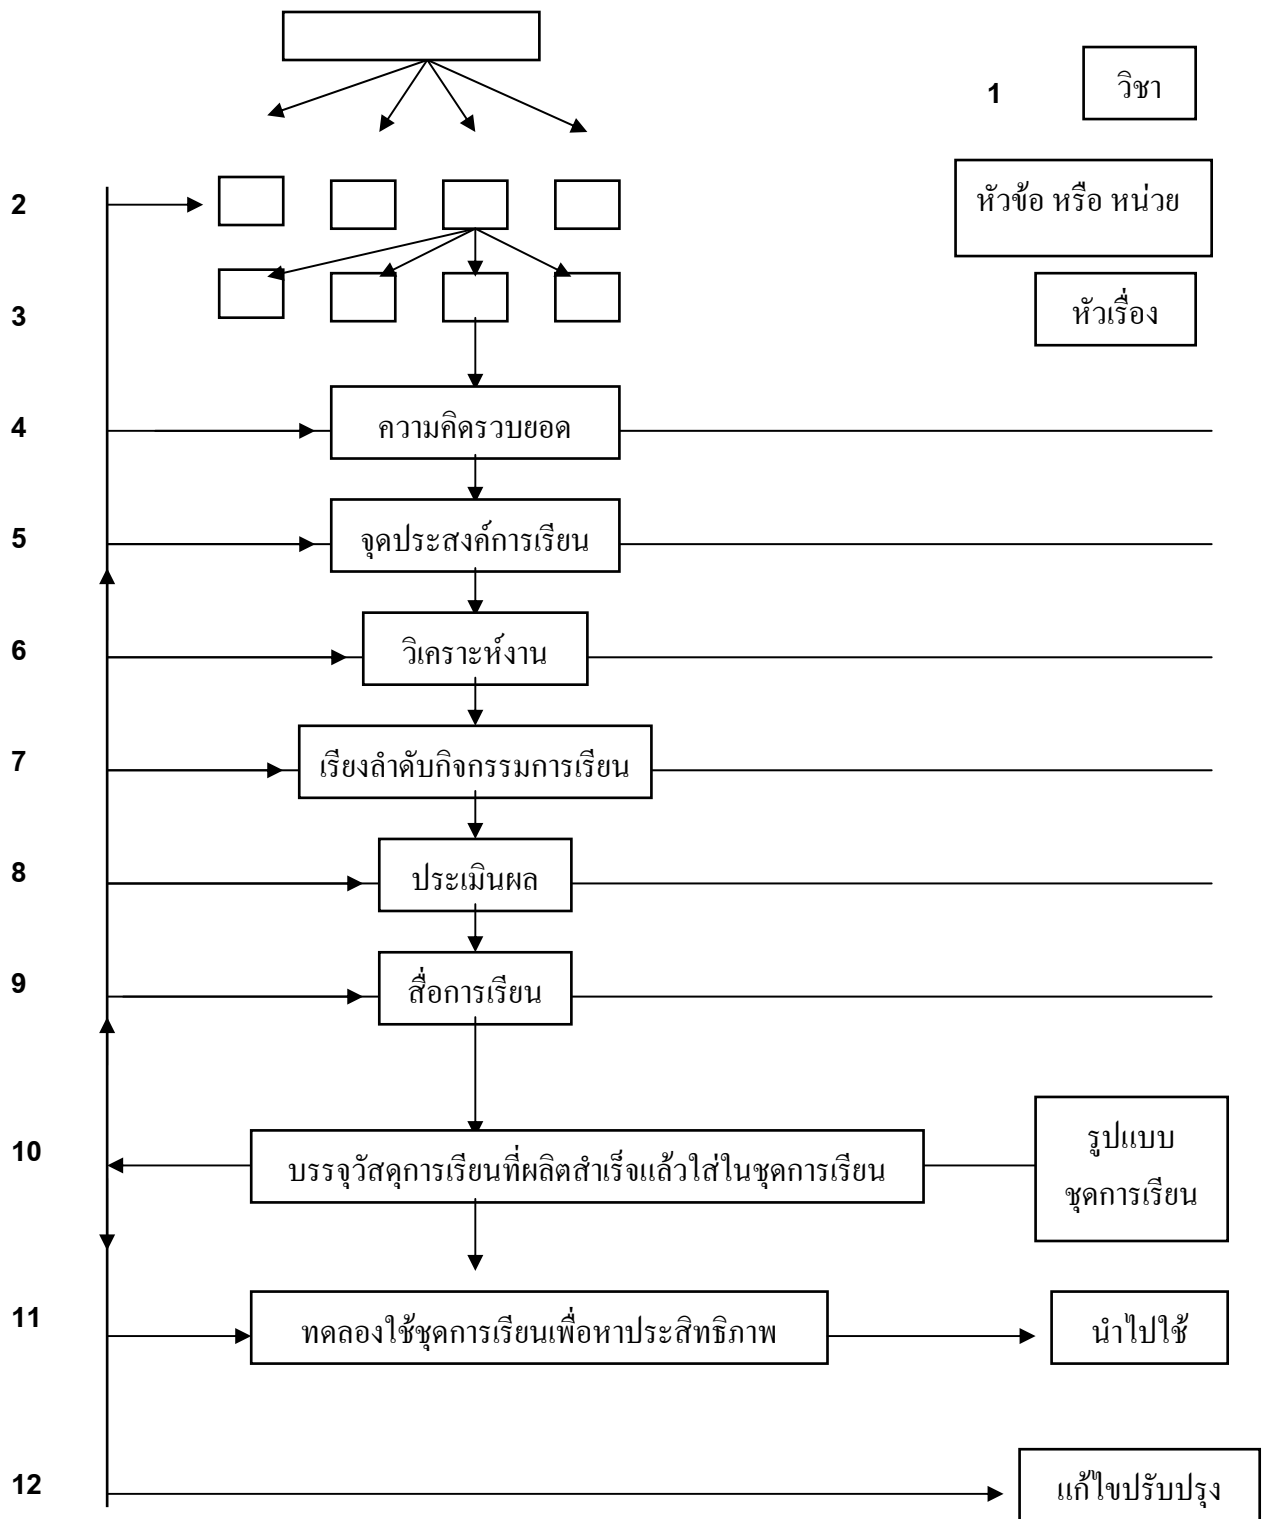 1 วิชา
2 หัวข้อ หรือ หน่วย
3 หัวเรื่อง
4 ความคิดรวบยอด
5 จุดประสงค์การเรียน
6 วิเคราะห์งาน
7 เรียงลำดับกิจกรรมการเรียน
8 ประเมินผล
9 สื่อการเรียน
10 บรรจุวัสดุการเรียนที่ผลิตสำเร็จแล้วใส่ในชุดการเรียน
รูปแบบ
ชุดการเรียน
11 ทดลองใช้ชุดการเรียนเพื่อหาประสิทธิภาพ นำไปใช้
12 แก้ไขปรับปรุง